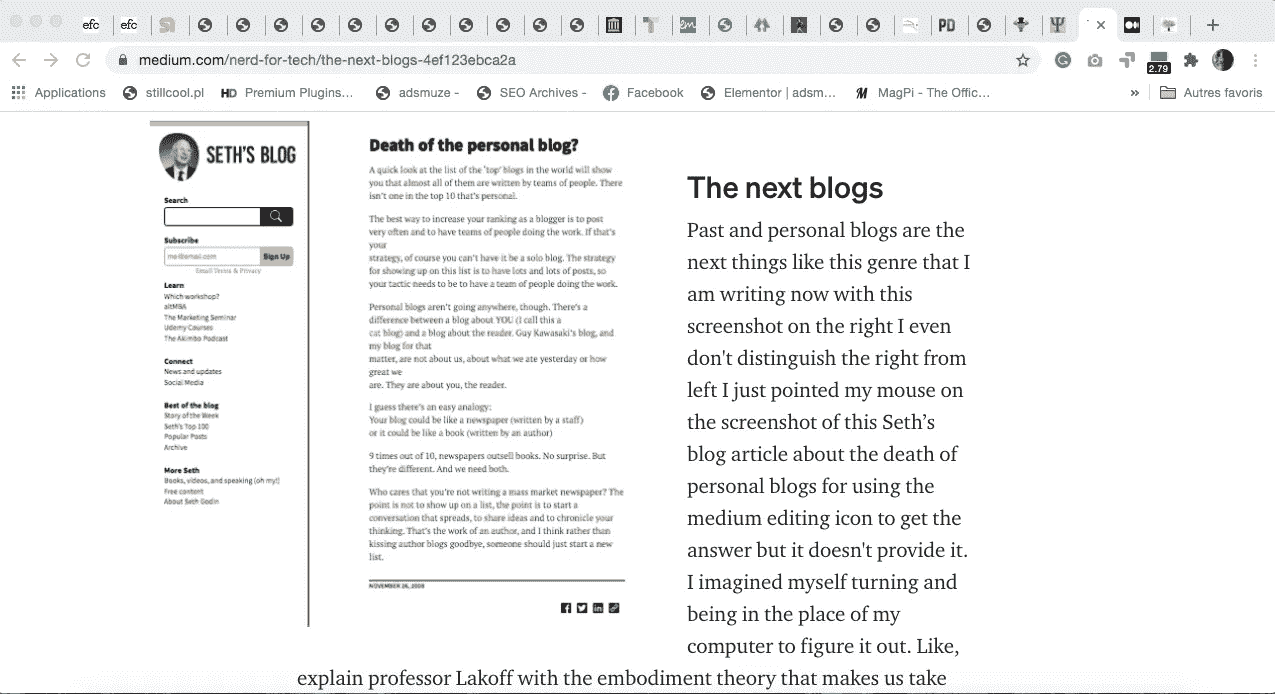 efc
efc
PD
medium.com/nerd-for-tech/the-next-blogs-4ef123ebca2a
2.79
Applications
stillcool.pl
HD Premium Plugins...
adsmuze -
SEO Archives -
Facebook
Elementor | adsm...
M MagPi - The Offic...
»
Autres favoris
SETH'S BLOG
Search
Subscribe
me@email.com Sign Up
Email Terms & Privacy
Learn
Which workshop?
altMBA
The Marketing Seminar
Udemy Courses
The Akimbo Podcast
Connect
News and updates
Social Media
Best of the blog
Story of the Week
Seth's Top 100
Popular Posts
Archive
More Seth
Books, videos, and speaking (oh my!)
Free content
About Seth Godin
Death of the personal blog?
A quick look at the list of the 'top' blogs in the world will show
you that almost all of them are written by teams of people. There
isn't one in the top 10 that's personal.
The best way to increase your ranking as a blogger is to post
very often and to have teams of people doing the work. If that's
your
strategy, of course you can't have it be a solo blog. The strategy
for showing up on this list is to have lots and lots of posts, so
your tactic needs to be to have a team of people doing the work.
Personal blogs aren't going anywhere, though. There's a
difference between a blog about YOU (I call this a
cat blog) and a blog about the reader. Guy Kawasaki's blog, and
my blog for that
matter, are not about us, about what we ate yesterday or how
great we
are. They are about you, the reader.
I guess there's an easy analogy:
Your blog could be like a newspaper (written by a staff)
or it could be like a book (written by an author)
9 times out of 10, newspapers outsell books. No surprise. But
they're different. And we need both.
Who cares that you're not writing a mass market newspaper? The
point is not to show up on a list, the point is to start a
conversation that spreads, to share ideas and to chronicle your
thinking. That's the work of an author, and I think rather than
kissing author blogs goodbye, someone should just start a new
list.
NOVEMBER 26, 2009
The next blogs
Past and personal blogs are the
next things like this genre that I
am writing now with this
screenshot on the right I even
don't distinguish the right from
left I just pointed my mouse on
the screenshot of this Seth's
blog article about the death of
personal blogs for using the
medium editing icon to get the
answer but it doesn't provide it.
I imagined myself turning and
being in the place of my
computer to figure it out. Like,
explain professor Lakoff with the embodiment theory that makes us take